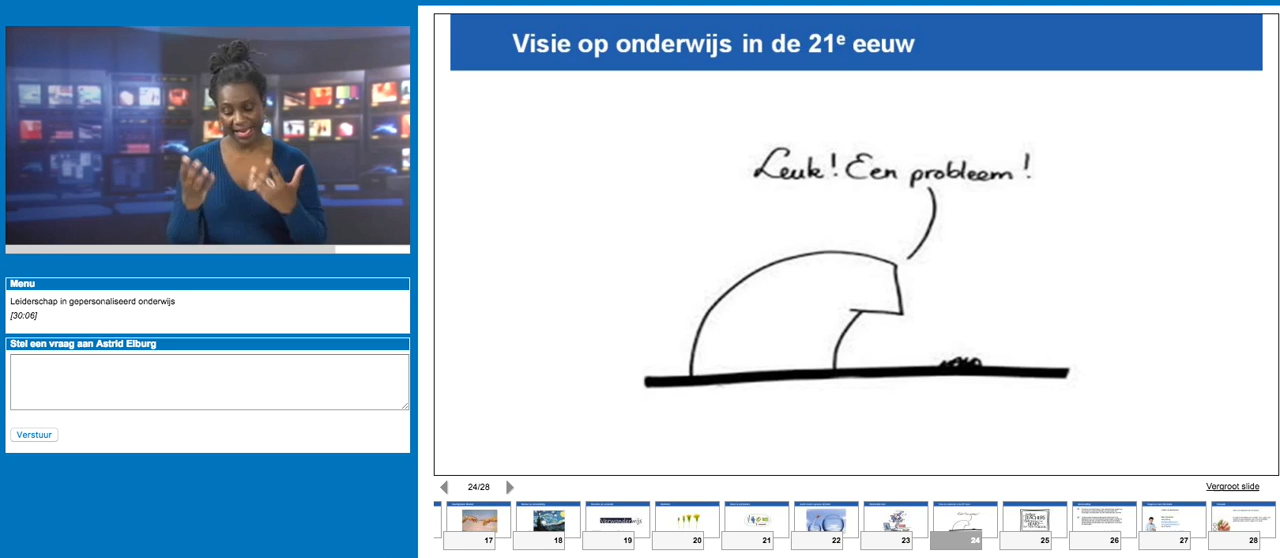 Visie op onderwijs in de 21e eeuw
Leuk! Een probleem!
Menu
Leiderschap in gepersonaliseerd onderwijs
[30:06]
Stel een vraag aan Astrid Elburg
Verstuur
24/28
Vergroot slide
Verwonderwijs
17
18
19
20
21
22
23
24
25
26
27
28